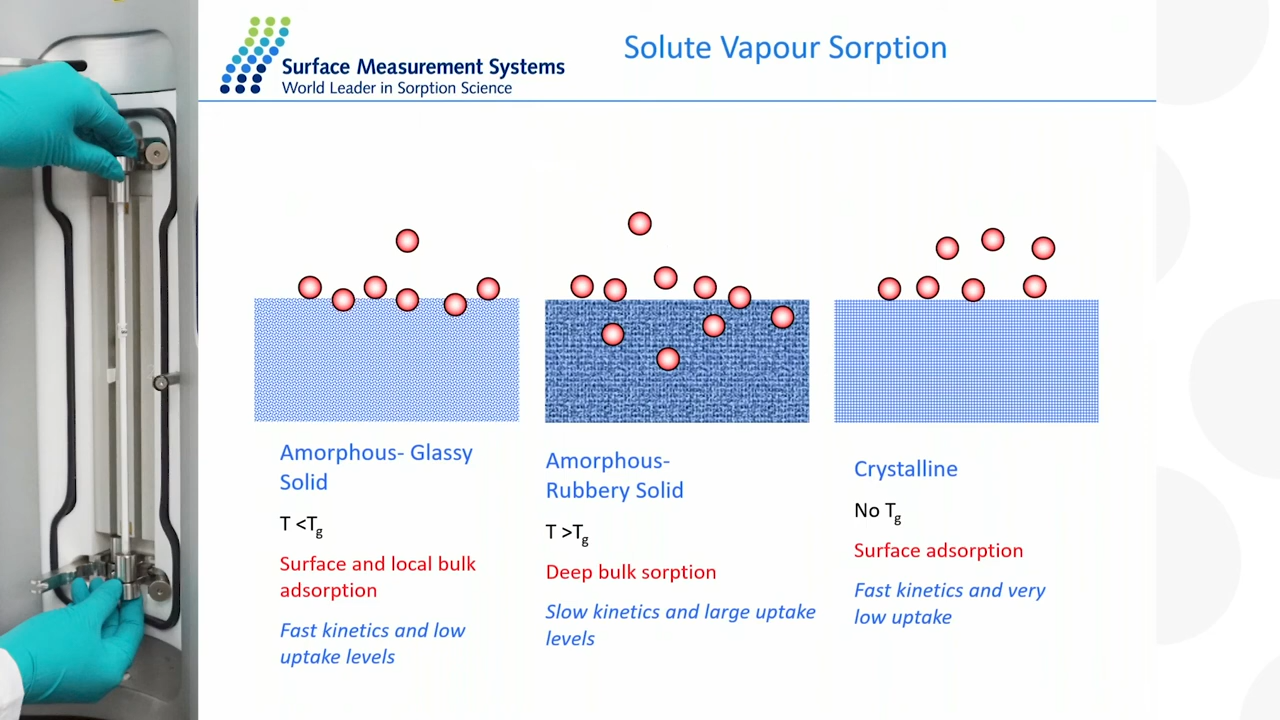 Surface Measurement Systems
World Leader in Sorption Science
Solute Vapour Sorption
Amorphous- Glassy
Solid
T <Tg
Surface and local bulk
adsorption
Fast kinetics and low
uptake levels
Amorphous-
Rubbery Solid
T >Tg
Deep bulk sorption
Slow kinetics and large uptake
levels
Crystalline
No Tg
Surface adsorption
Fast kinetics and very
low uptake